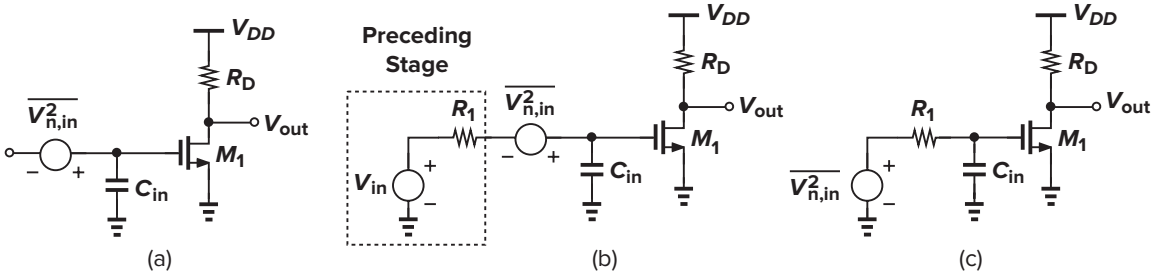 V_DD
R_D
V²_n,in
V_out
M_1
C_in
− +
(a)
Preceding
Stage
V_DD
R_D
R_1
V²_n,in
V_out
M_1
− +
C_in
V_in
+
−
(b)
V_DD
R_D
R_1
V_out
M_1
C_in
V²_n,in
+
−
(c)